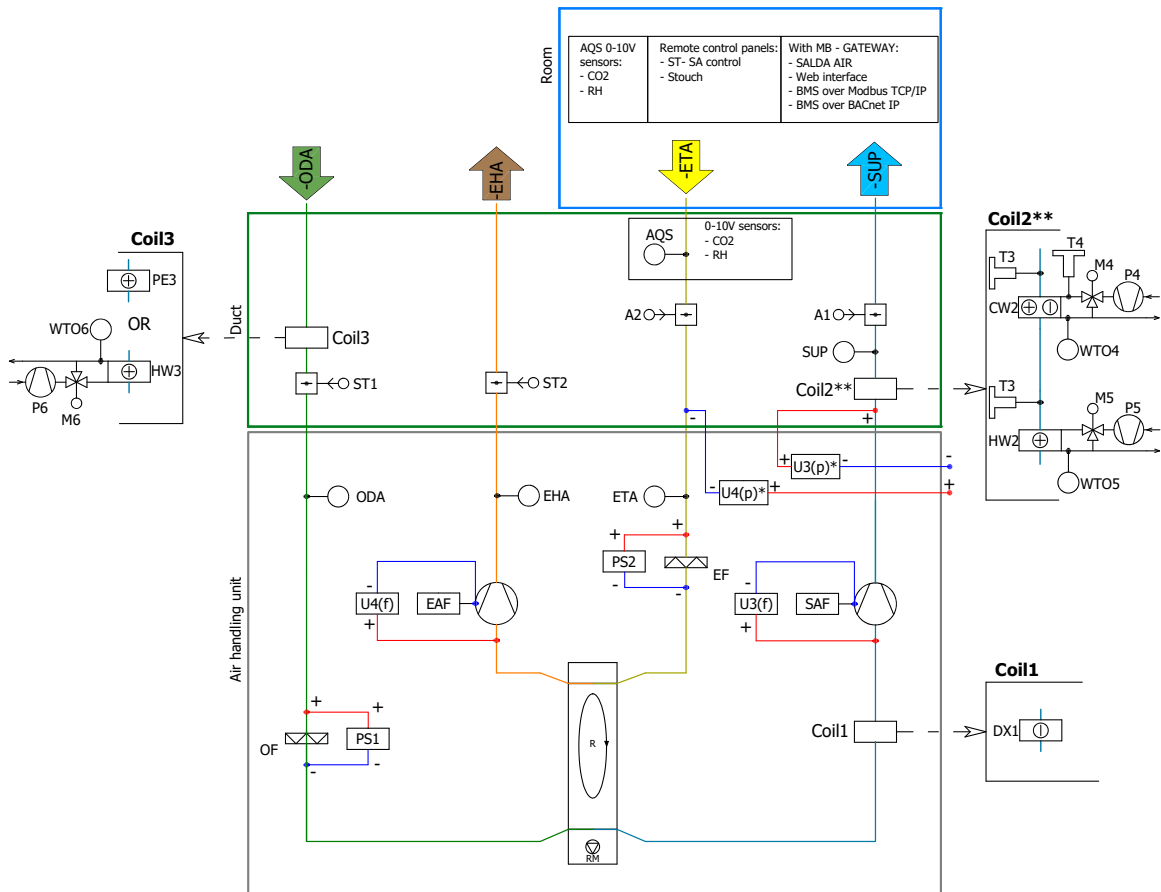 Room
AQS 0-10V
sensors:
- CO2
- RH
Remote control panels:
- ST- SA control
- Stouch
With MB - GATEWAY:
- SALDA AIR
- Web interface
- BMS over Modbus TCP/IP
- BMS over BACnet IP
-ODA
-EHA
-ETA
-SUP
Duct
AQS
0-10V sensors:
- CO2
- RH
A2
A1
SUP
Coil3
Coil2**
ST1
ST2
Coil3
PE3
OR
WTO6
HW3
P6
M6
Coil2**
T3
T4
M4
P4
CW2
WTO4
T3
M5
P5
HW2
WTO5
-
+
+
-
U3(p)*
-
-
U4(p)*
+
-
+
Air handling unit
ODA
EHA
ETA
+
+
PS2
-
-
EF
-
U4(f)
+
EAF
-
U3(f)
+
SAF
+
+
OF
PS1
-
-
R
RM
Coil1
Coil1
DX1